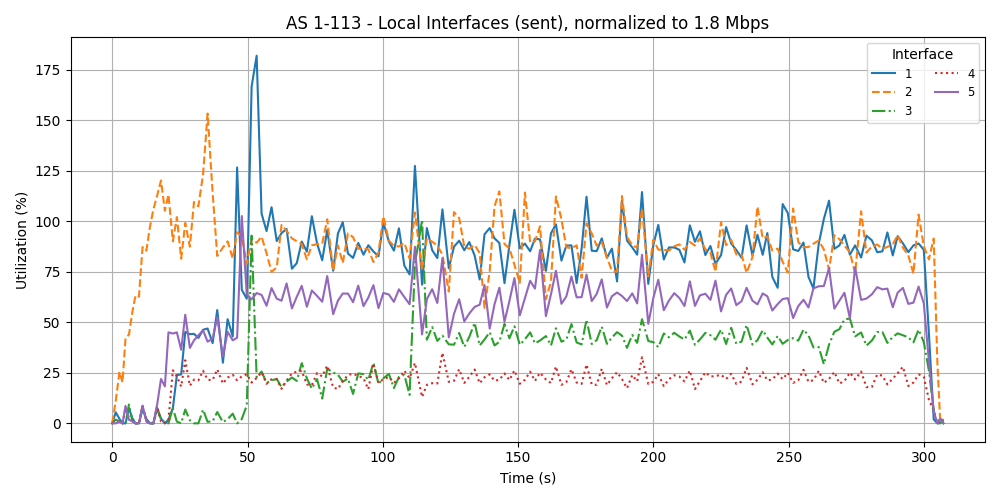 AS 1-113 - Local Interfaces (sent), normalized to 1.8 Mbps
Utilization (%)
175
150
125
100
75
50
25
0
Interface
1
2
3
4
5
0 50 100 150 200 250 300
Time (s)